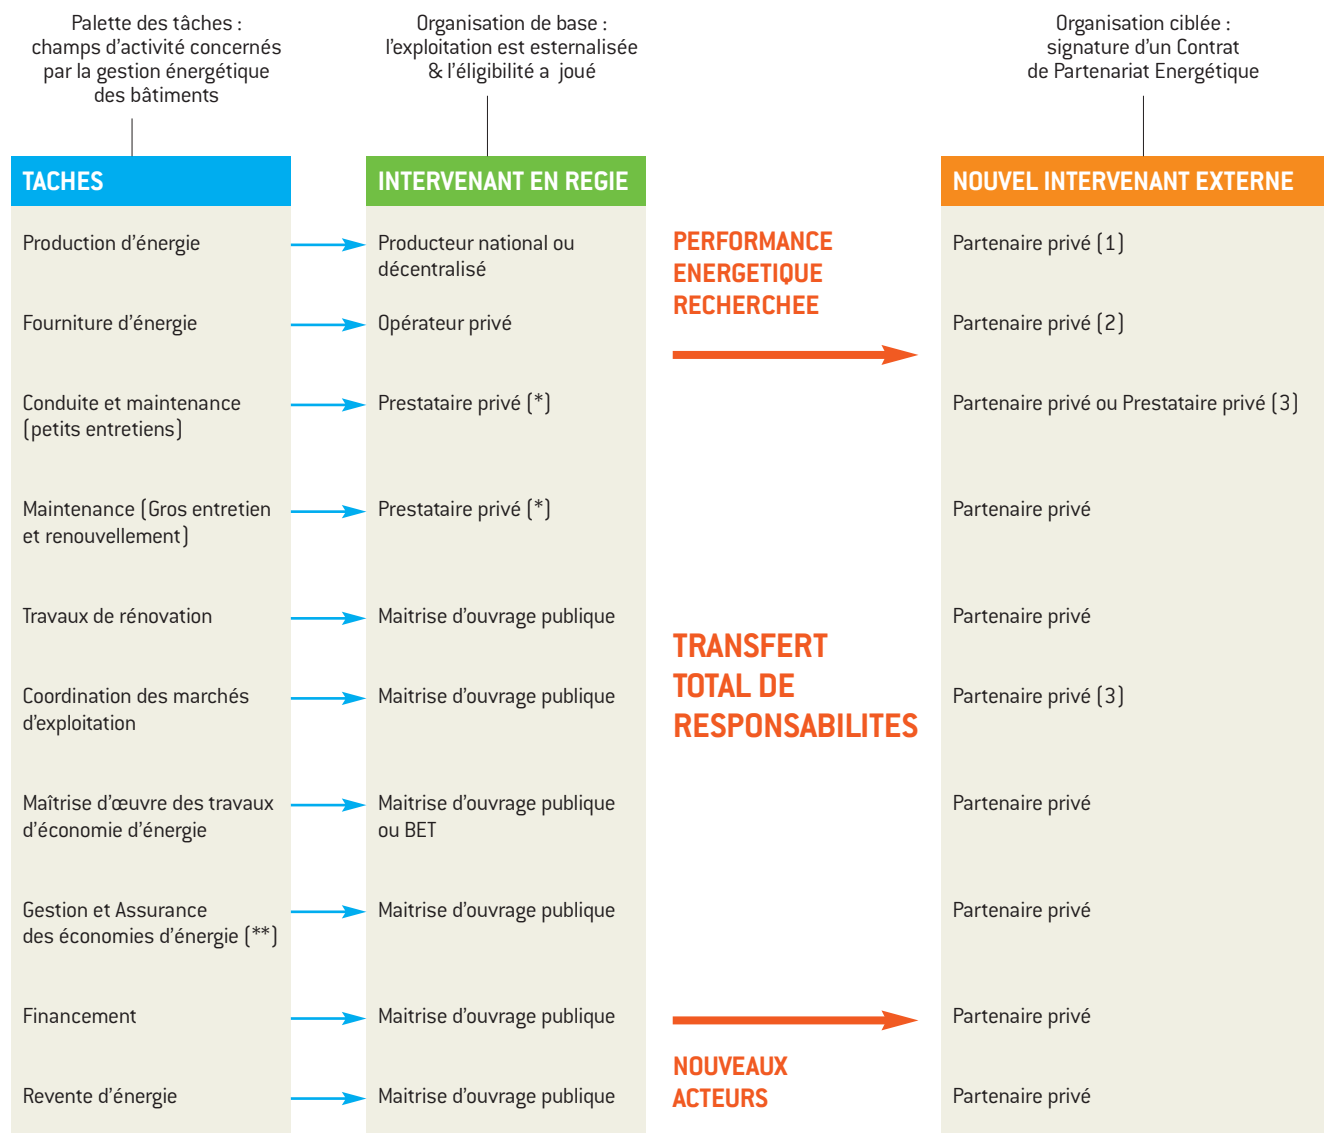 Palette des tâches :
champs d'activité concernés
par la gestion énergétique
des bâtiments
Organisation de base :
l'exploitation est esternalisée
& l'éligibilité a joué
Organisation ciblée :
signature d'un Contrat
de Partenariat Energétique
TACHES
INTERVENANT EN REGIE
NOUVEL INTERVENANT EXTERNE
Production d'énergie
Producteur national ou
décentralisé
PERFORMANCE
ENERGETIQUE
RECHERCHEE
Partenaire privé (1)
Fourniture d'énergie
Opérateur privé
Partenaire privé (2)
Conduite et maintenance
(petits entretiens)
Prestataire privé (*)
Partenaire privé ou Prestataire privé (3)
Maintenance (Gros entretien
et renouvellement)
Prestataire privé (*)
Partenaire privé
Travaux de rénovation
Maitrise d'ouvrage publique
Partenaire privé
TRANSFERT
TOTAL DE
RESPONSABILITES
Coordination des marchés
d'exploitation
Maitrise d'ouvrage publique
Partenaire privé (3)
Maîtrise d'œuvre des travaux
d'économie d'énergie
Maitrise d'ouvrage publique
ou BET
Partenaire privé
Gestion et Assurance
des économies d'énergie (**)
Maitrise d'ouvrage publique
Partenaire privé
Financement
Maitrise d'ouvrage publique
Partenaire privé
NOUVEAUX
ACTEURS
Revente d'énergie
Maitrise d'ouvrage publique
Partenaire privé